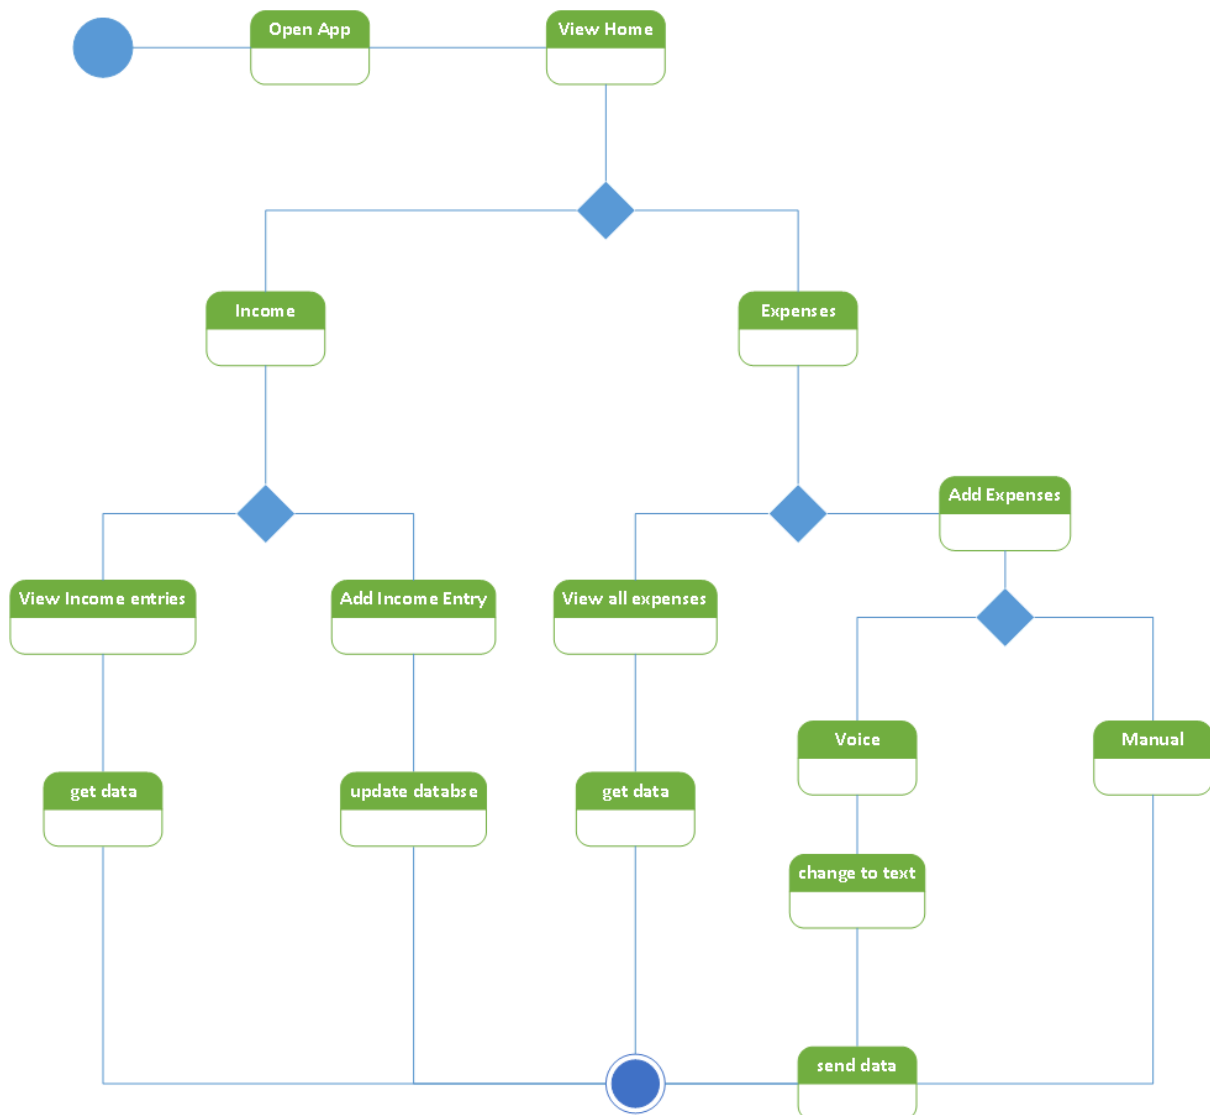 Open App
View Home
Income
Expenses
Add Expenses
View Income entries
Add Income Entry
View all expenses
Voice
Manual
get data
update databse
get data
change to text
send data